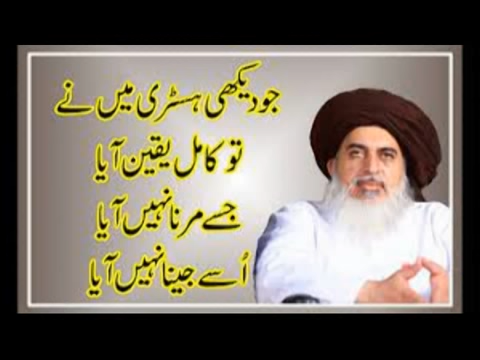 جو دیکھی ہسٹری میں نے
تو کامل یقین آیا
جسے مرنا نہیں آیا
اُسے جینا نہیں آیا